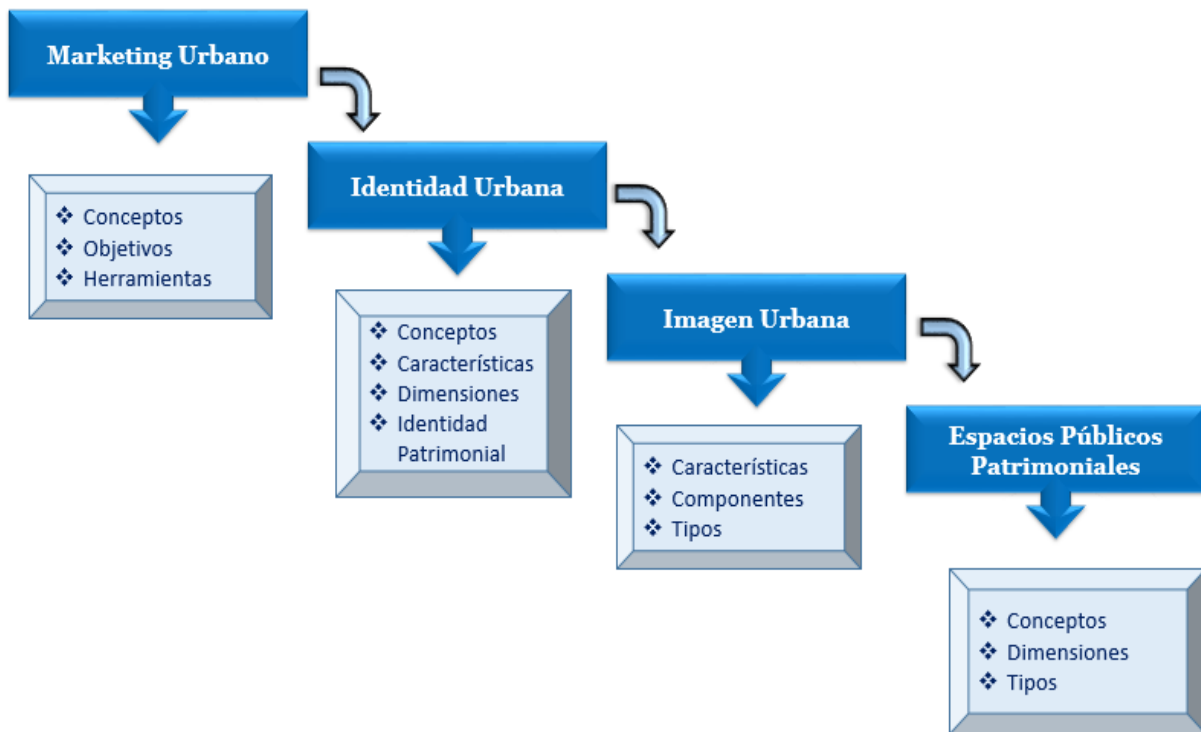 Marketing Urbano
Conceptos
Objetivos
Herramientas
Identidad Urbana
Conceptos
Características
Dimensiones
Identidad
Patrimonial
Imagen Urbana
Características
Componentes
Tipos
Espacios Públicos
Patrimoniales
Conceptos
Dimensiones
Tipos